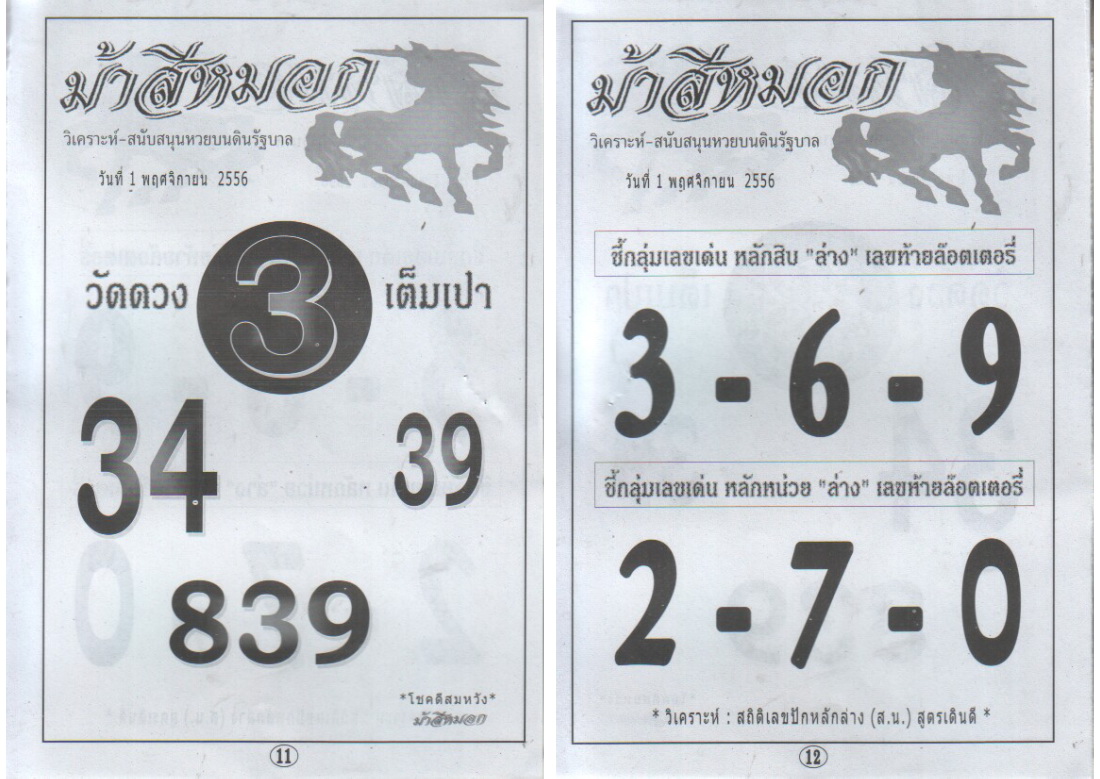 ม้าสีหมอก
วิเคราะห์-สนับสนุนหวยบนดินรัฐบาล
วันที่ 1 พฤศจิกายน 2556
วัดดวง 3 เต็มเป๋า
34 39
839
*โชคดีสมหวัง*
ม้าสีหมอก
11
ม้าสีหมอก
วิเคราะห์-สนับสนุนหวยบนดินรัฐบาล
วันที่ 1 พฤศจิกายน 2556
ชี้กลุ่มเลขเด่น หลักสิบ "ล่าง" เลขท้ายล๊อตเตอรี่
3 - 6 - 9
ชี้กลุ่มเลขเด่น หลักหน่วย "ล่าง" เลขท้ายล๊อตเตอรี่
2 - 7 - 0
* วิเคราะห์ : สถิติเลขปักหลักล่าง (ส.น.) สูตรเดินดี *
12